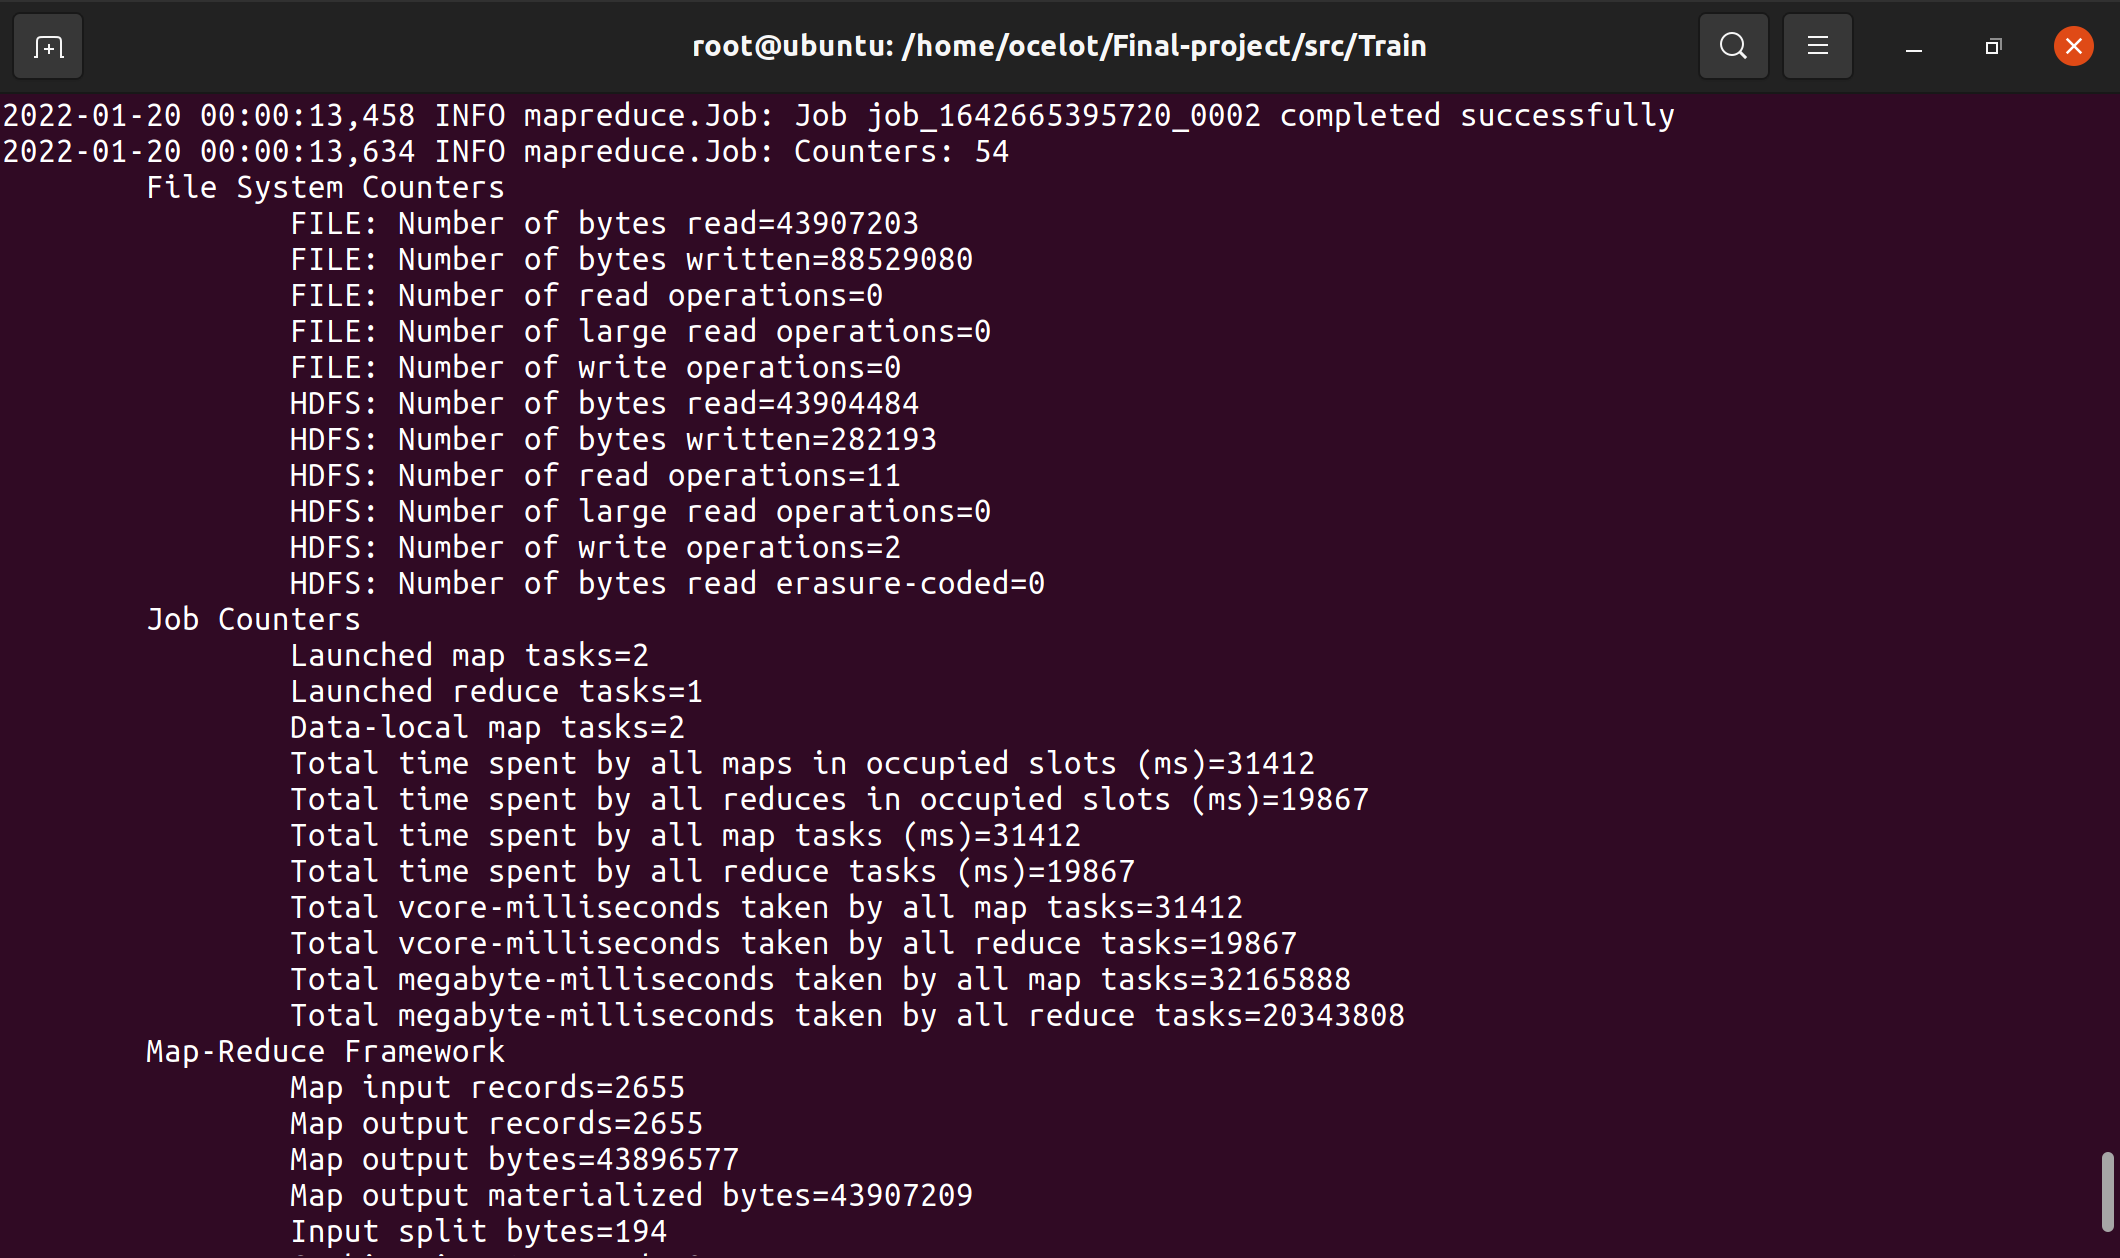 root@ubuntu: /home/ocelot/Final-project/src/Train
2022-01-20 00:00:13,458 INFO mapreduce.Job: Job job_1642665395720_0002 completed successfully
2022-01-20 00:00:13,634 INFO mapreduce.Job: Counters: 54
File System Counters
FILE: Number of bytes read=43907203
FILE: Number of bytes written=88529080
FILE: Number of read operations=0
FILE: Number of large read operations=0
FILE: Number of write operations=0
HDFS: Number of bytes read=43904484
HDFS: Number of bytes written=282193
HDFS: Number of read operations=11
HDFS: Number of large read operations=0
HDFS: Number of write operations=2
HDFS: Number of bytes read erasure-coded=0
Job Counters
Launched map tasks=2
Launched reduce tasks=1
Data-local map tasks=2
Total time spent by all maps in occupied slots (ms)=31412
Total time spent by all reduces in occupied slots (ms)=19867
Total time spent by all map tasks (ms)=31412
Total time spent by all reduce tasks (ms)=19867
Total vcore-milliseconds taken by all map tasks=31412
Total vcore-milliseconds taken by all reduce tasks=19867
Total megabyte-milliseconds taken by all map tasks=32165888
Total megabyte-milliseconds taken by all reduce tasks=20343808
Map-Reduce Framework
Map input records=2655
Map output records=2655
Map output bytes=43896577
Map output materialized bytes=43907209
Input split bytes=194